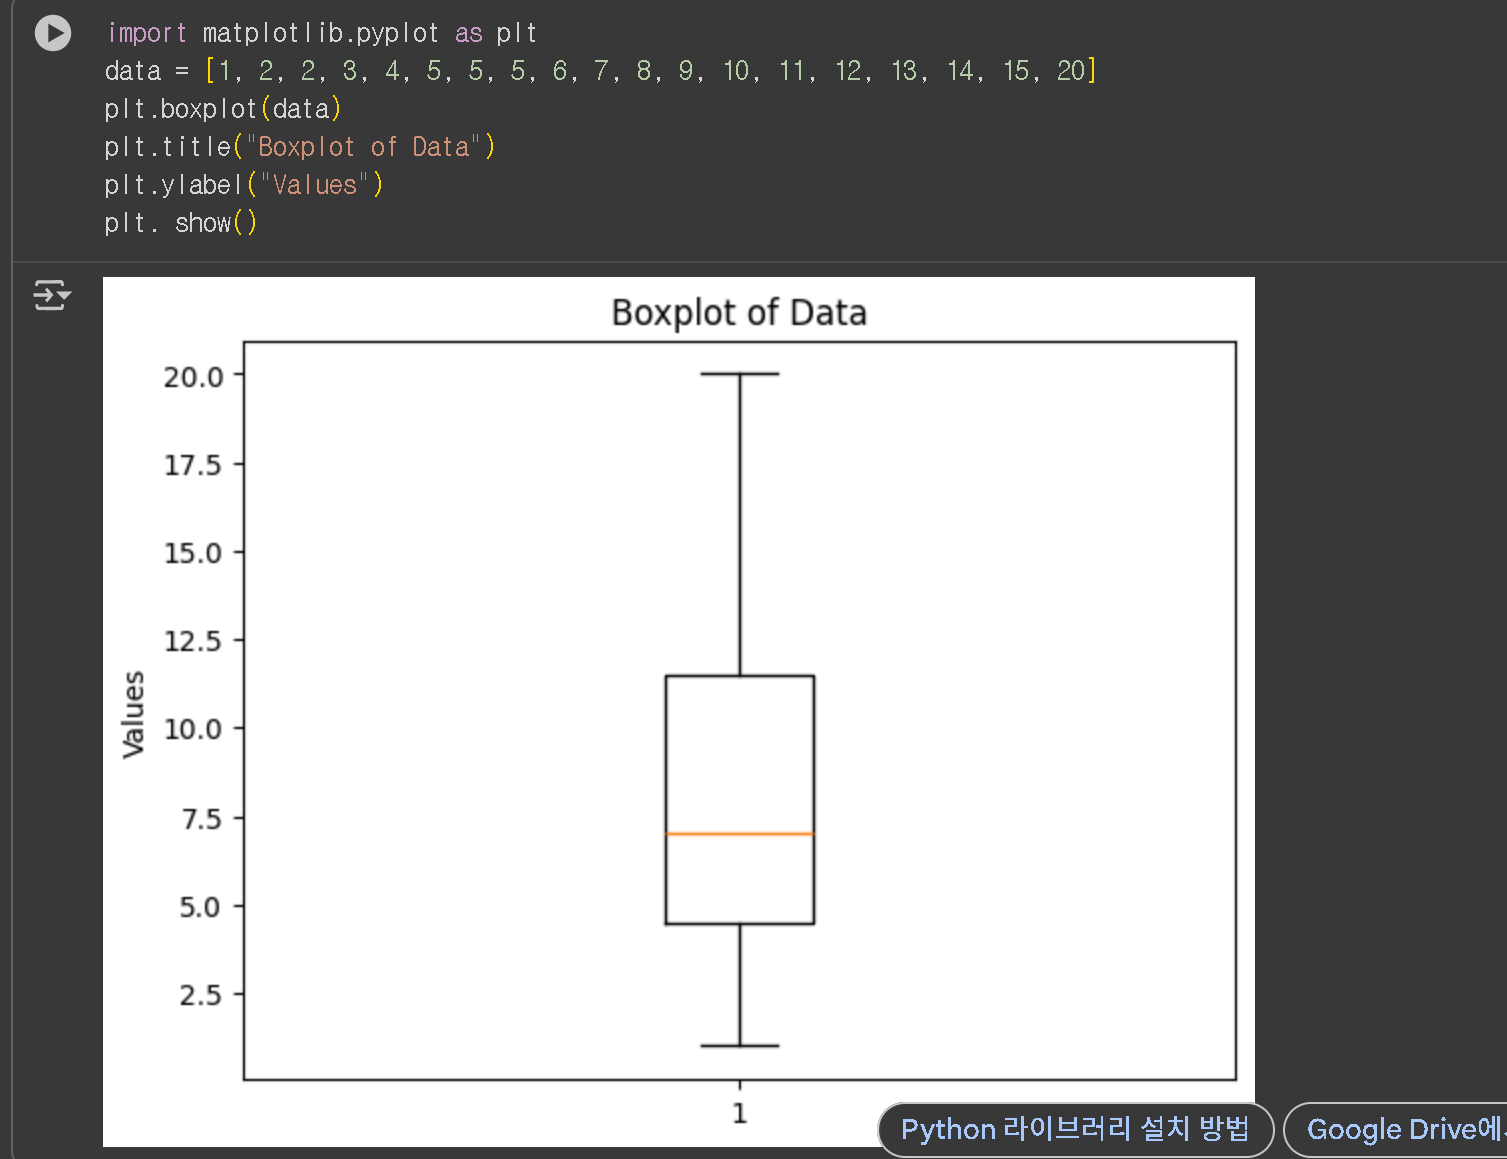 import matplotlib.pyplot as plt
data = [1, 2, 2, 3, 4, 5, 5, 5, 6, 7, 8, 9, 10, 11, 12, 13, 14, 15, 20]
plt.boxplot(data)
plt.title("Boxplot of Data")
plt.ylabel("Values")
plt. show()
Boxplot of Data
20.0
17.5
15.0
12.5
10.0
7.5
5.0
2.5
Values
1
Python 라이브러리 설치 방법
Google Drive에